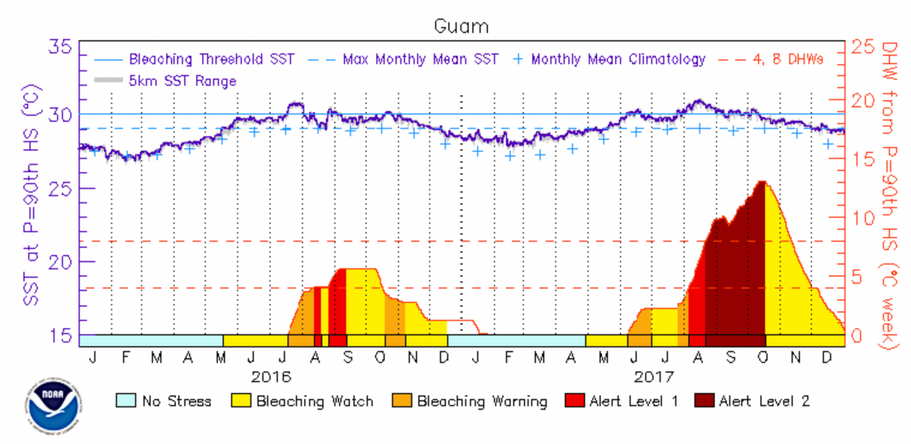 Guam
35
30
25
20
15
SST at P=90th HS (°C)
Bleaching Threshold SST
Max Monthly Mean SST
Monthly Mean Climatology
4, 8 DHWs
5km SST Range
25
20
15
10
5
0
DHW from P=90th HS (°C week)
J F M A M J J A S O N D J F M A M J J A S O N D
2016 2017
NOAA
No Stress Bleaching Watch Bleaching Warning Alert Level 1 Alert Level 2